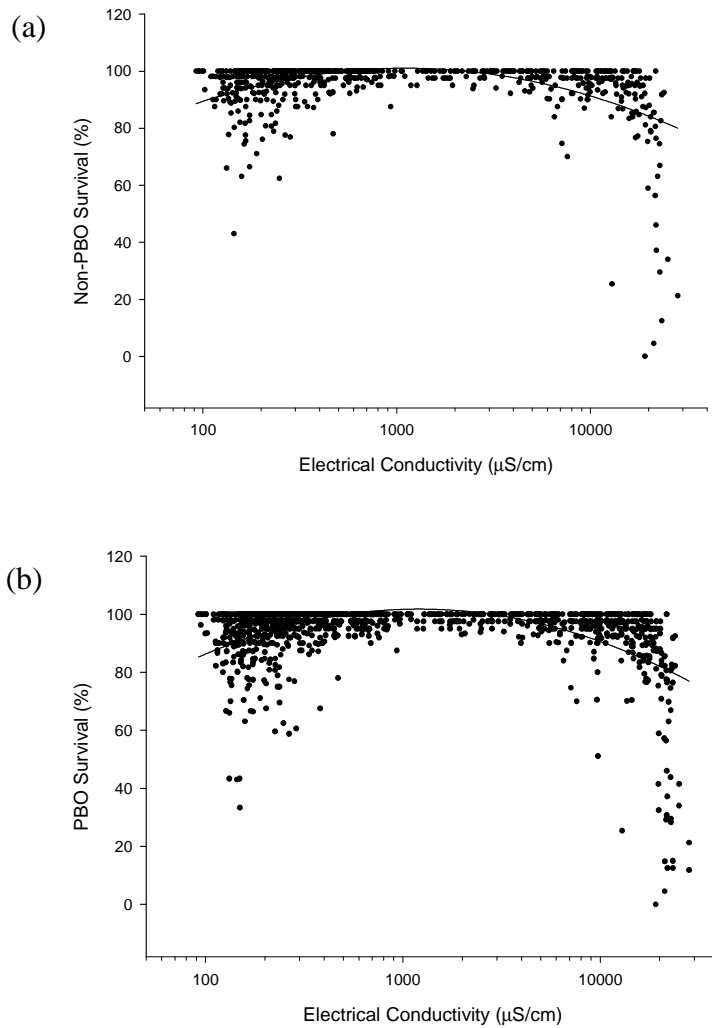 (a)
120
100
80
60
40
20
0
Non-PBO Survival (%)
100 1000 10000
Electrical Conductivity (μS/cm)
(b)
120
100
80
60
40
20
0
PBO Survival (%)
100 1000 10000
Electrical Conductivity (μS/cm)